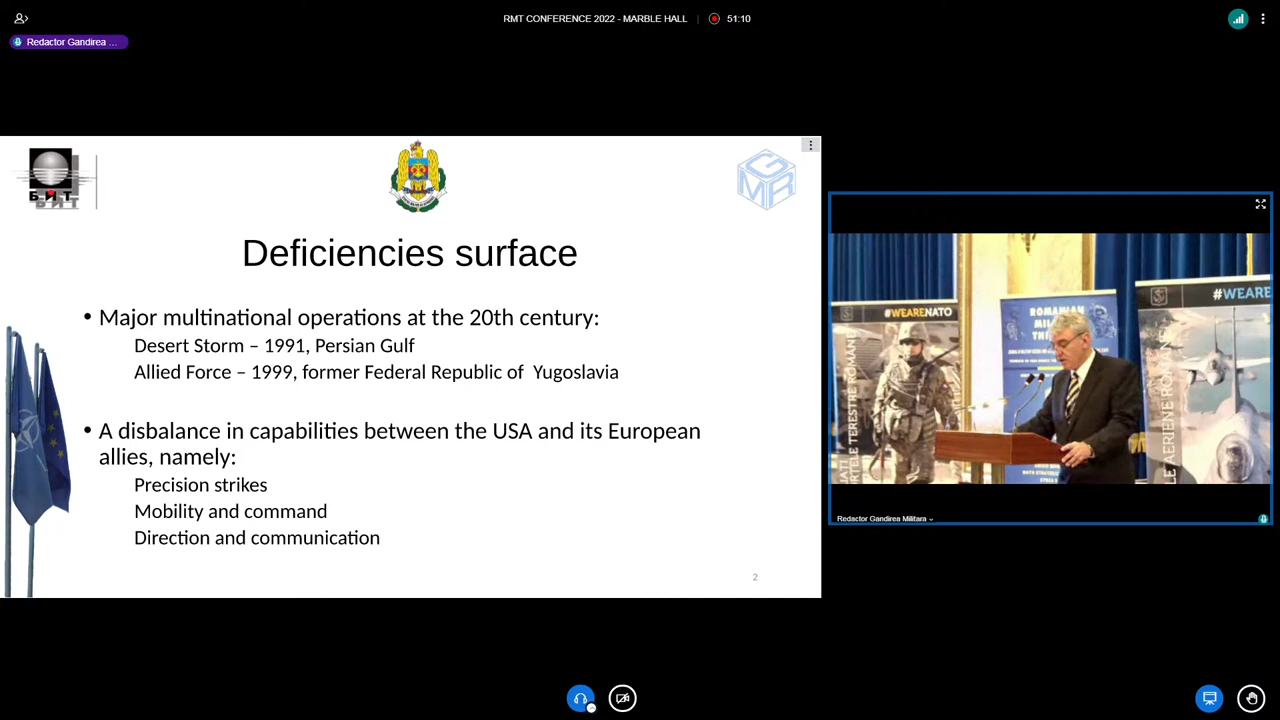 RMT CONFERENCE 2022 - MARBLE HALL
51:10
Redactor Gandirea ...
БИТ
GMR
Deficiencies surface
• Major multinational operations at the 20th century:
Desert Storm – 1991, Persian Gulf
Allied Force – 1999, former Federal Republic of Yugoslavia
• A disbalance in capabilities between the USA and its European
allies, namely:
Precision strikes
Mobility and command
Direction and communication
2
#WEARENATO
#WEARE
ROMANIAN
Redactor Gandirea Militara